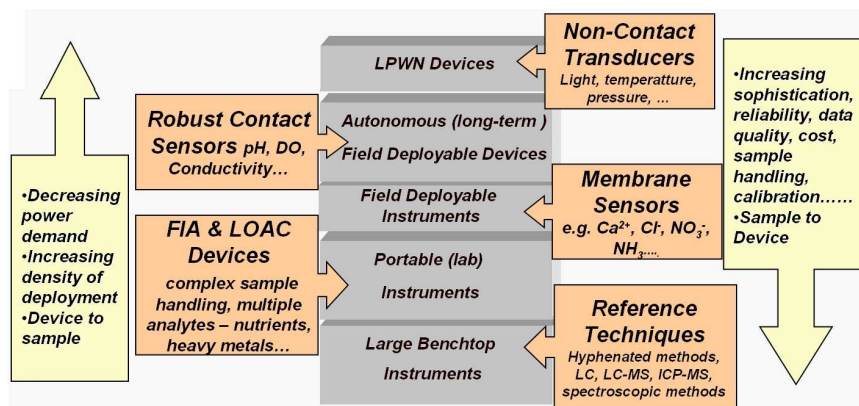 Non-Contact
Transducers
Light, temperatture,
pressure, ...
LPWN Devices
Robust Contact
Sensors pH, DO,
Conductivity...
Autonomous (long-term )
Field Deployable Devices
Field Deployable
Instruments
Membrane
Sensors
e.g. Ca²⁺, Cl⁻, NO₃⁻,
NH₃....
FIA & LOAC
Devices
complex sample
handling, multiple
analytes – nutrients,
heavy metals...
Portable (lab)
Instruments
Reference
Techniques
Hyphenated methods,
LC, LC-MS, ICP-MS,
spectroscopic methods
Large Benchtop
Instruments
•Decreasing
power
demand
•Increasing
density of
deployment
•Device to
sample
•Increasing
sophistication,
reliability, data
quality, cost,
sample
handling,
calibration......
•Sample to
Device